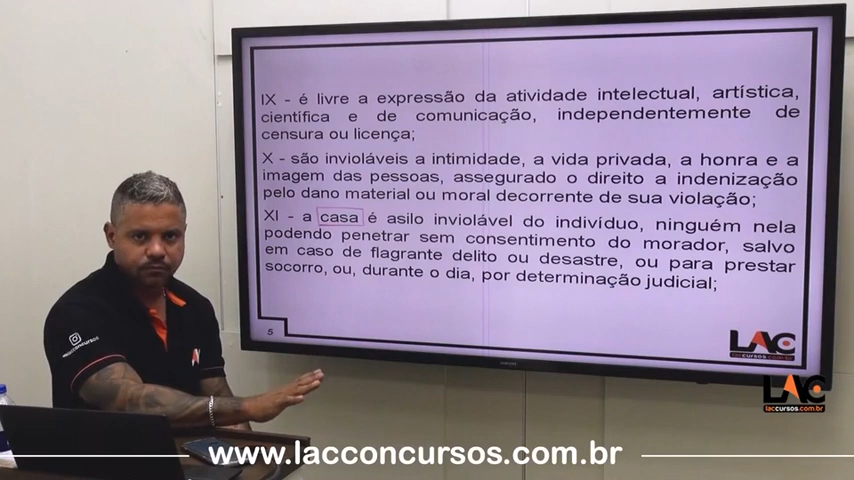 IX - é livre a expressão da atividade intelectual, artística,
científica e de comunicação, independentemente de
censura ou licença;
X - são invioláveis a intimidade, a vida privada, a honra e a
imagem das pessoas, assegurado o direito a indenização
pelo dano material ou moral decorrente de sua violação;
XI - a casa é asilo inviolável do indivíduo, ninguém nela
podendo penetrar sem consentimento do morador, salvo
em caso de flagrante delito ou desastre, ou para prestar
socorro, ou, durante o dia, por determinação judicial;
5
LAC
laccursos.com.br
LAC
laccursos.com.br
www.lacconcursos.com.br